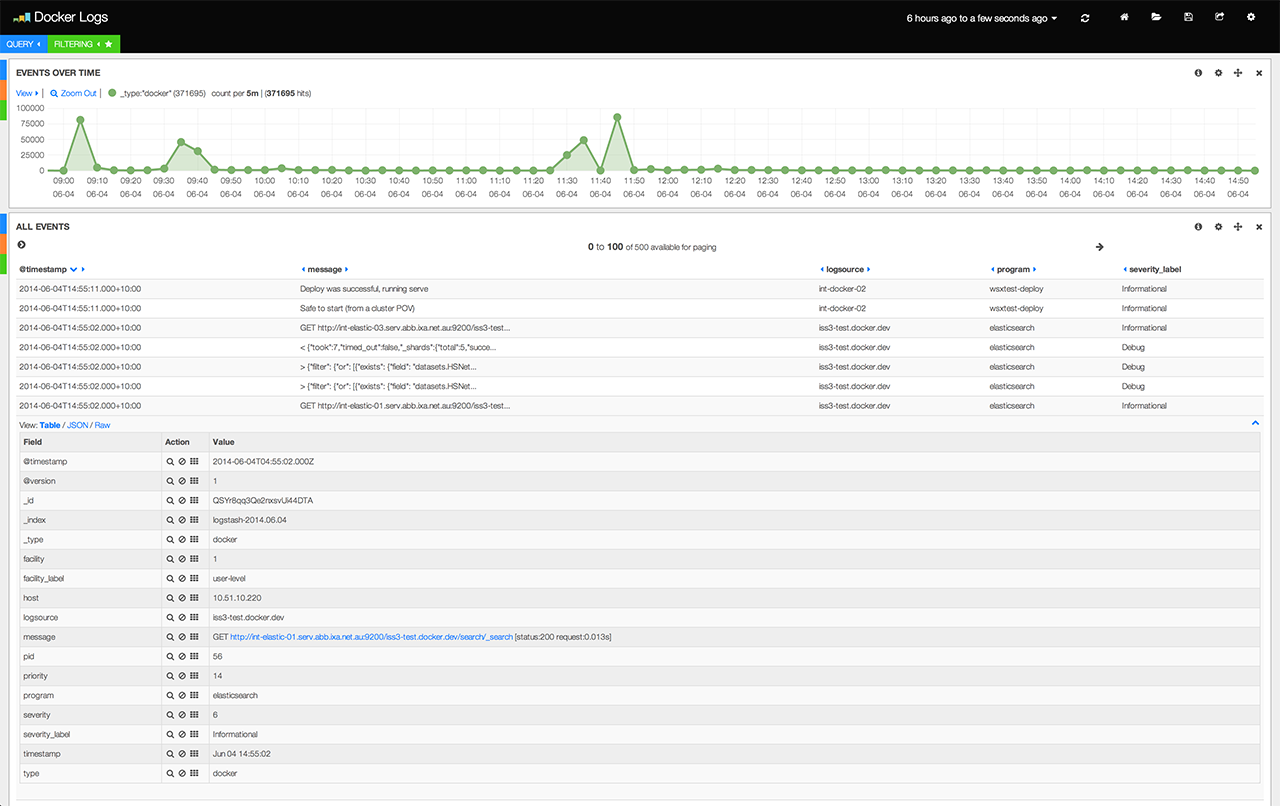 Docker Logs
6 hours ago to a few seconds ago
QUERY FILTERING
EVENTS OVER TIME
View | Zoom Out | _type:"docker" (371695) count per 5m | (371695 hits)
100000
75000
50000
25000
0
09:00 09:10 09:20 09:30 09:40 09:50 10:00 10:10 10:20 10:30 10:40 10:50 11:00 11:10 11:20 11:30 11:40 11:50 12:00 12:10 12:20 12:30 12:40 12:50 13:00 13:10 13:20 13:30 13:40 13:50 14:00 14:10 14:20 14:30 14:40 14:50
06-04 06-04 06-04 06-04 06-04 06-04 06-04 06-04 06-04 06-04 06-04 06-04 06-04 06-04 06-04 06-04 06-04 06-04 06-04 06-04 06-04 06-04 06-04 06-04 06-04 06-04 06-04 06-04 06-04 06-04 06-04 06-04 06-04 06-04 06-04 06-04
ALL EVENTS
0 to 100 of 500 available for paging
@timestamp message logsource program severity_label
2014-06-04T14:55:11.000+10:00 Deploy was successful, running serve int-docker-02 wsxtest-deploy Informational
2014-06-04T14:55:11.000+10:00 Safe to start (from a cluster POV) int-docker-02 wsxtest-deploy Informational
2014-06-04T14:55:02.000+10:00 GET http://int-elastic-03.serv.abb.ixa.net.au:9200/iss3-test... iss3-test.docker.dev elasticsearch Informational
2014-06-04T14:55:02.000+10:00 < {"took":7,"timed_out":false,"_shards":{"total":5,"succe... iss3-test.docker.dev elasticsearch Debug
2014-06-04T14:55:02.000+10:00 > {"filter": {"or": [{"exists": {"field": "datasets.HSNet... iss3-test.docker.dev elasticsearch Debug
2014-06-04T14:55:02.000+10:00 > {"filter": {"or": [{"exists": {"field": "datasets.HSNet... iss3-test.docker.dev elasticsearch Debug
2014-06-04T14:55:02.000+10:00 GET http://int-elastic-01.serv.abb.ixa.net.au:9200/iss3-test... iss3-test.docker.dev elasticsearch Informational
View: Table / JSON / Raw
Field Action Value
@timestamp 2014-06-04T04:55:02.000Z
@version 1
_id QSYr8qq3Qe2nxsvUi44DTA
_index logstash-2014.06.04
_type docker
facility 1
facility_label user-level
host 10.51.10.220
logsource iss3-test.docker.dev
message GET http://int-elastic-01.serv.abb.ixa.net.au:9200/iss3-test.docker.dev/search/_search [status:200 request:0.013s]
pid 56
priority 14
program elasticsearch
severity 6
severity_label Informational
timestamp Jun 04 14:55:02
type docker